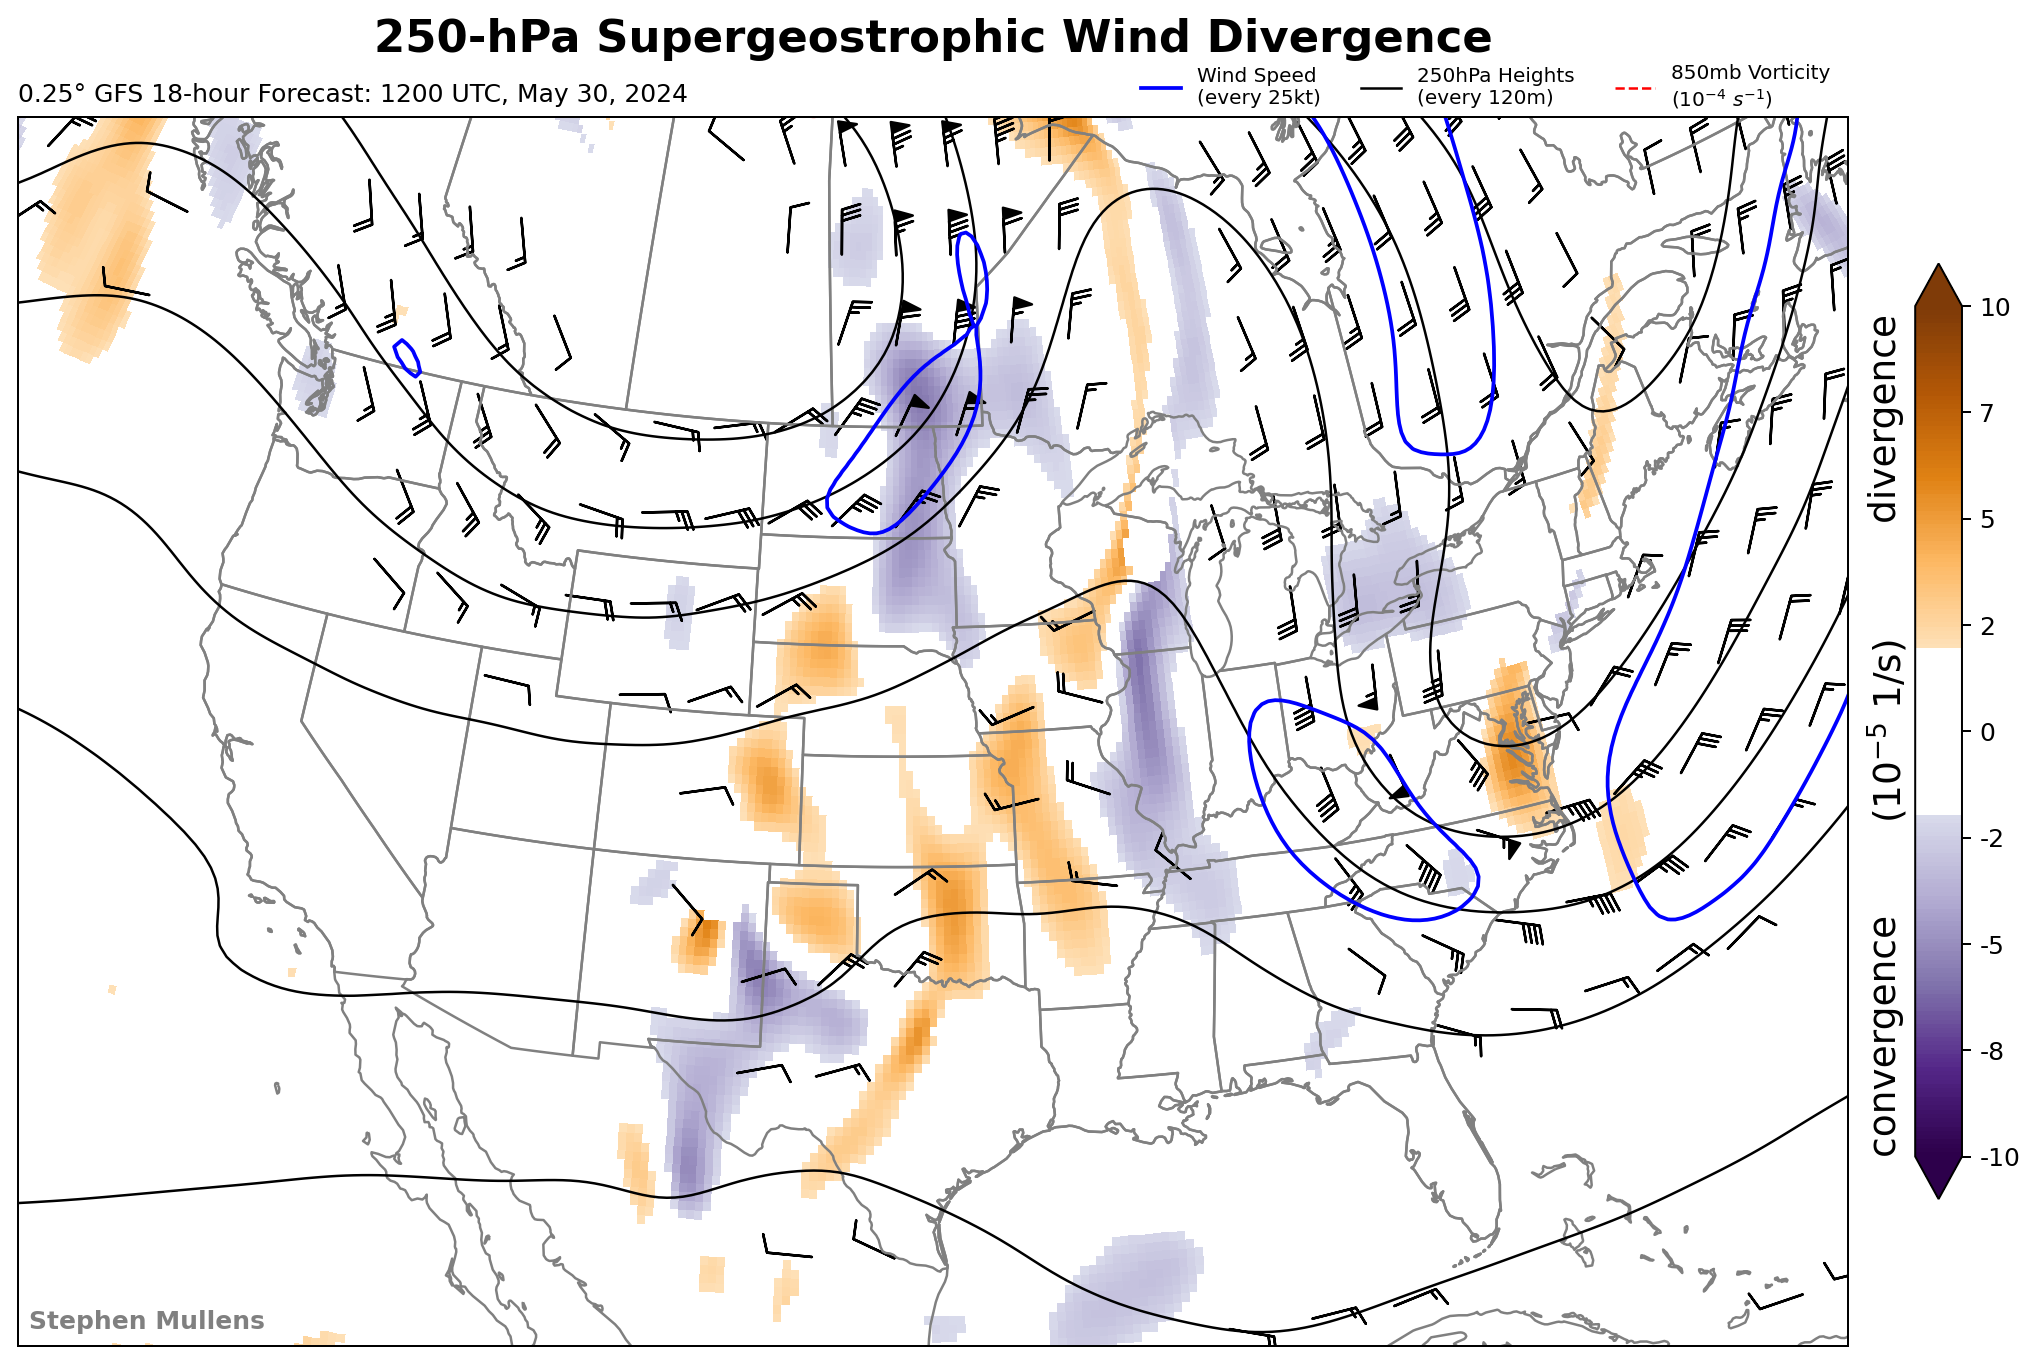 250-hPa Supergeostrophic Wind Divergence
0.25° GFS 18-hour Forecast: 1200 UTC, May 30, 2024
Wind Speed
(every 25kt)
250hPa Heights
(every 120m)
850mb Vorticity
(10⁻⁴ s⁻¹)
10
7
5
2
0
-2
-5
-8
-10
convergence (10⁻⁵ 1/s) divergence
Stephen Mullens